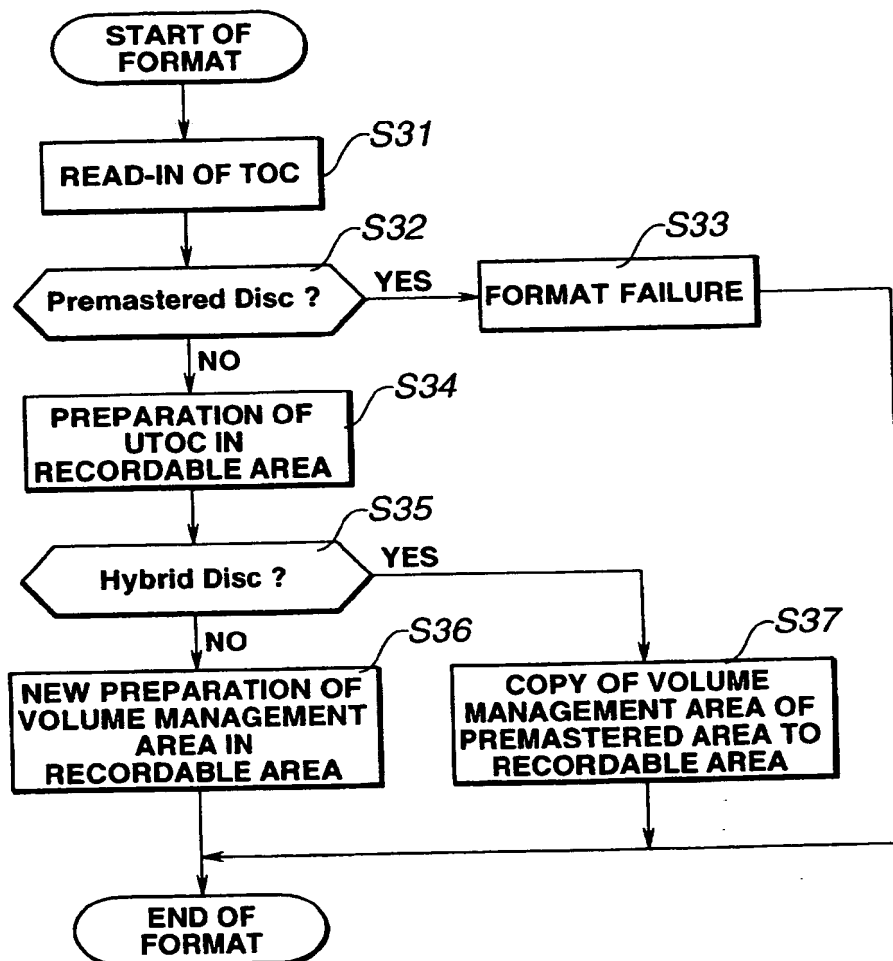 START OF
FORMAT
S31
READ-IN OF TOC
S32
Premastered Disc ?
YES
S33
FORMAT FAILURE
NO
S34
PREPARATION OF
UTOC IN
RECORDABLE AREA
S35
Hybrid Disc ?
YES
NO
S36
NEW PREPARATION OF
VOLUME MANAGEMENT
AREA IN
RECORDABLE AREA
S37
COPY OF VOLUME
MANAGEMENT AREA OF
PREMASTERED AREA TO
RECORDABLE AREA
END OF
FORMAT